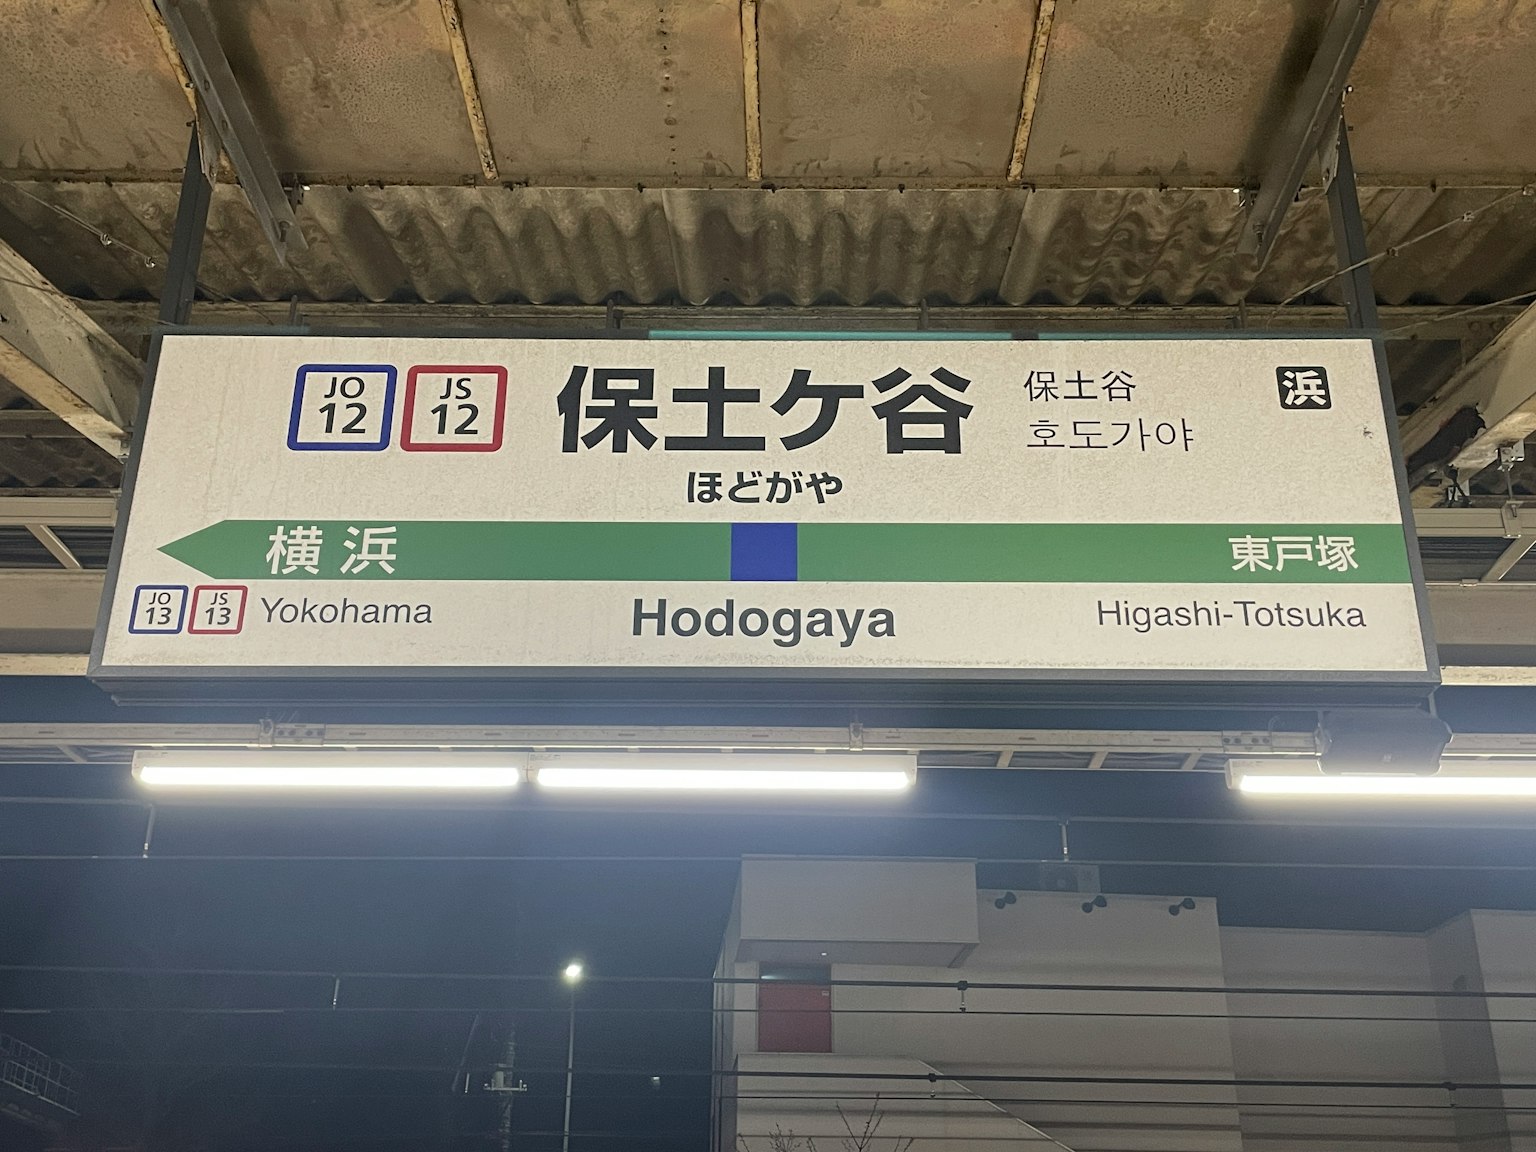 JO 12 JS 12 保土ケ谷 保土谷 浜
호도가야
ほどがや
横浜 東戸塚
JO 13 JS 13 Yokohama Hodogaya Higashi-Totsuka